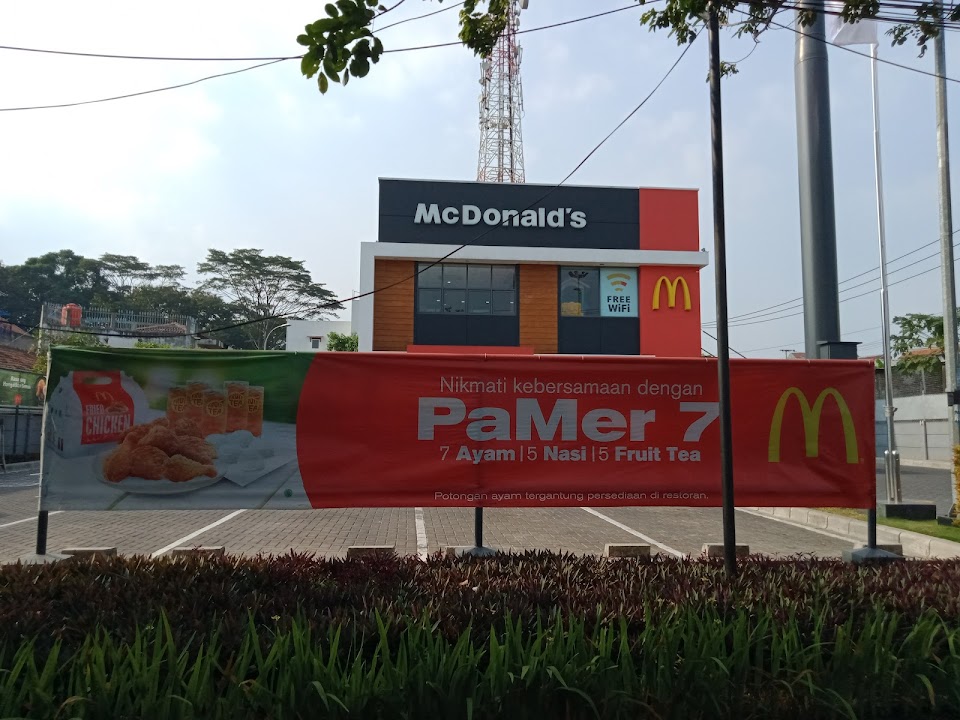 McDonald's
FREE
WiFi
Nikmati kebersamaan dengan
PaMer 7
7 Ayam | 5 Nasi | 5 Fruit Tea
Potongan ayam tergantung persediaan di restoran.
FRIED
CHICKEN